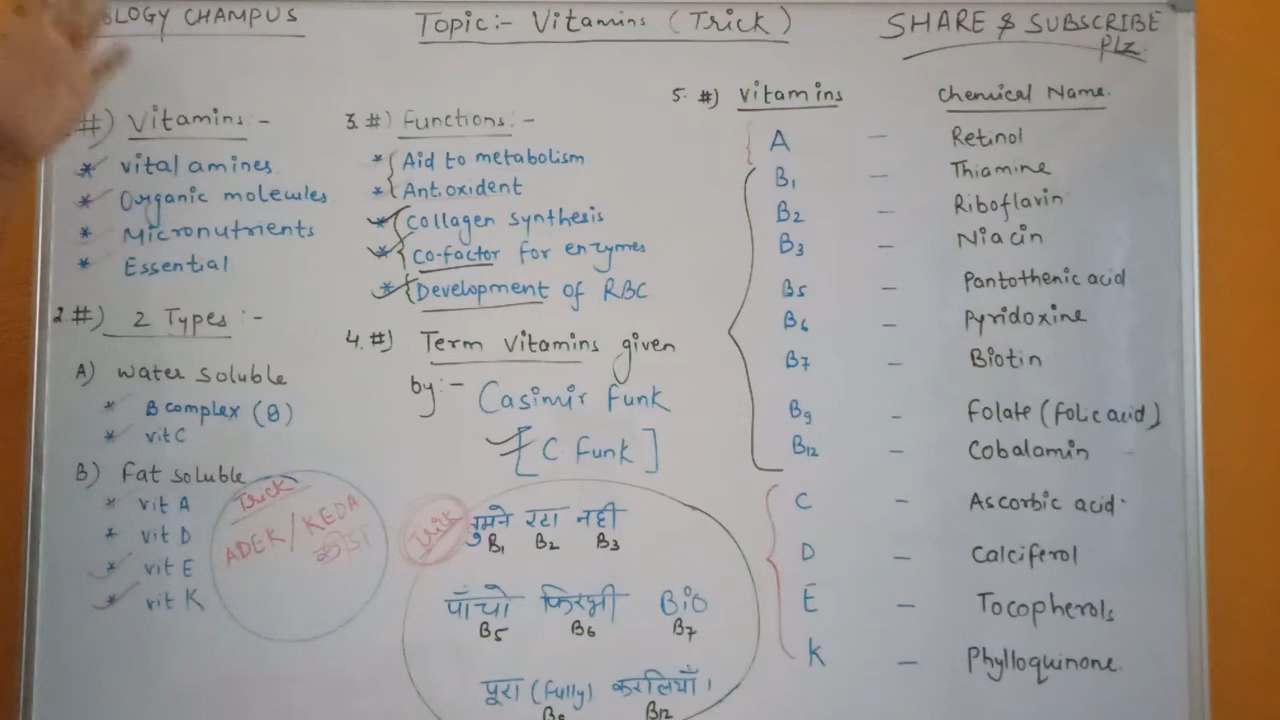 OLOGY CHAMPUS
Topic:- Vitamins (Trick)
SHARE & SUBSCRIBE
Plz
#) Vitamins:-
* vital amines
* Organic molecules
* Micronutrients
* Essential
2.#) 2 Types:-
A) Water soluble
* B complex (8)
* vit C
B) Fat soluble
* vit A
* vit D
* vit E
* vit K
Trick
ADEK/KEDA
3.#) Functions:-
* Aid to metabolism
* Antioxident
* Collagen synthesis
* Co-factor for enzymes
* Development of RBC
4.#) Term Vitamins given
by:- Casimir Funk
[C Funk]
Trick
तुमने रटा नही
B1 B2 B3
पाँचो फिरभी Bio
B5 B6 B7
पूरा (Fully) करलियाँ।
B9 B12
5. #) Vitamins Chemical Name.
A — Retinol
B1 — Thiamine
B2 — Riboflavin
B3 — Niacin
B5 — Pantothenic acid
B6 — Pyridoxine
B7 — Biotin
B9 — Folate (folic acid)
B12 — Cobalamin
C — Ascorbic acid.
D — Calciferol
E — Tocopherols
K — Phylloquinone.